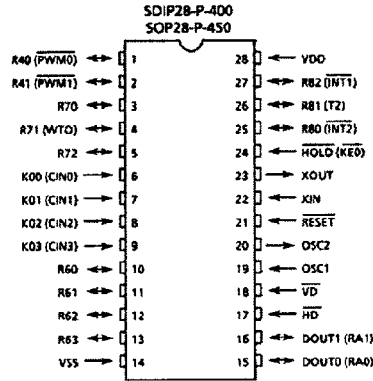 SDIP28-P-400
SOP28-P-450
R40 (PWM0) 1 28 VDD
R41 (PWM1) 2 27 R82 (INT1)
R70 3 26 R81 (T2)
R71 (WTO) 4 25 R80 (INT2)
R72 5 24 HOLD (KE0)
K00 (CIN0) 6 23 XOUT
K01 (CIN1) 7 22 XIN
K02 (CIN2) 8 21 RESET
K03 (CIN3) 9 20 OSC2
R60 10 19 OSC1
R61 11 18 VD
R62 12 17 HD
R63 13 16 DOUT1 (RA1)
VSS 14 15 DOUT0 (RA0)